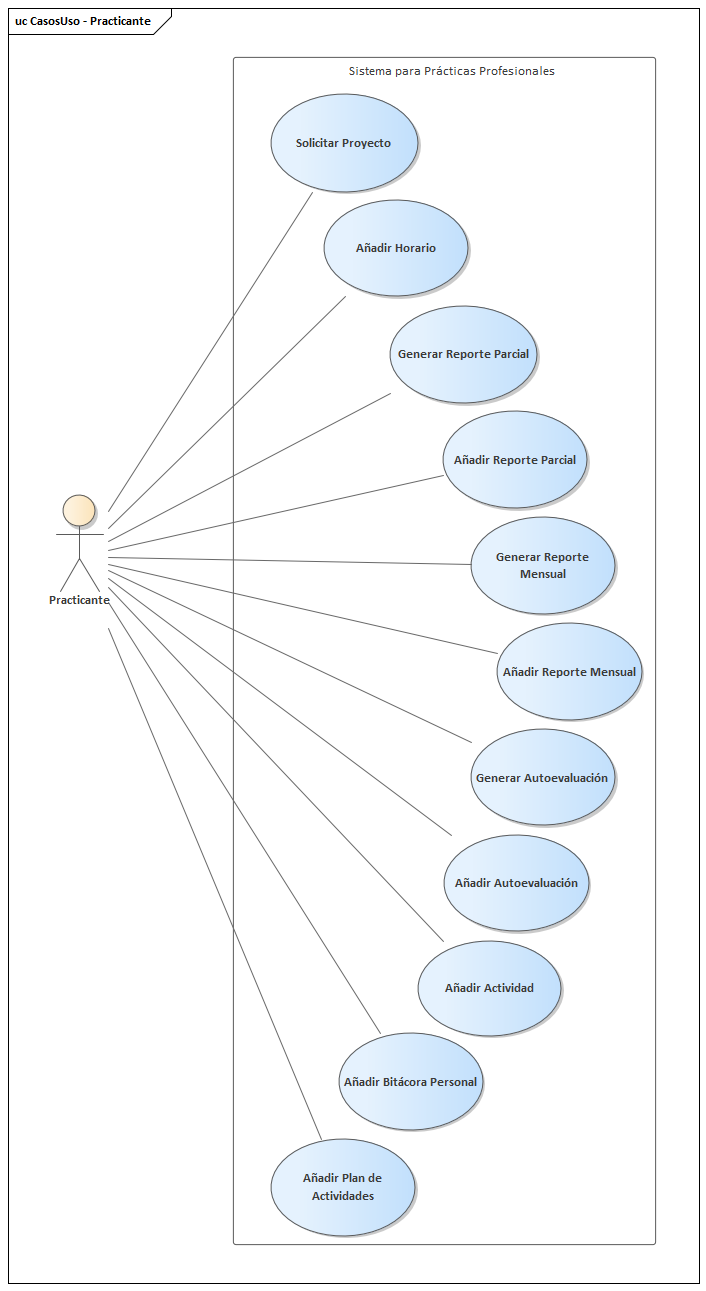 uc CasosUso - Practicante
Sistema para Prácticas Profesionales
Solicitar Proyecto
Añadir Horario
Generar Reporte Parcial
Añadir Reporte Parcial
Generar Reporte
Mensual
Practicante
Añadir Reporte Mensual
Generar Autoevaluación
Añadir Autoevaluación
Añadir Actividad
Añadir Bitácora Personal
Añadir Plan de
Actividades